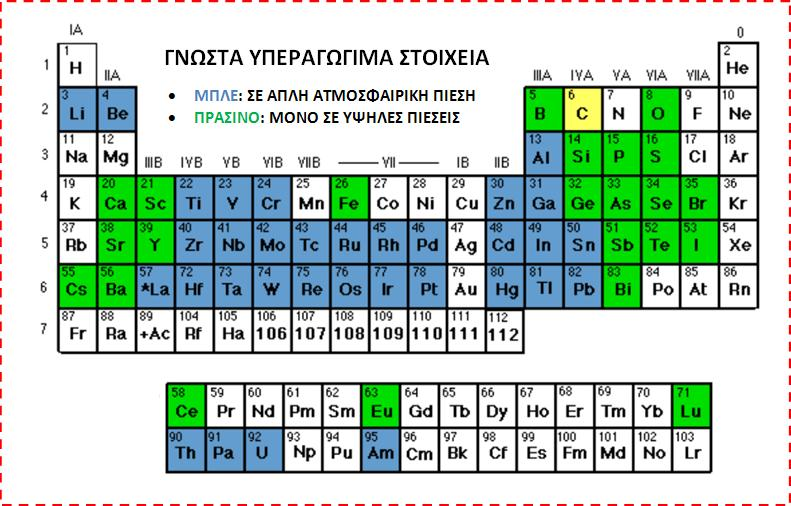 IA 0
1 H ΓΝΩΣΤΑ ΥΠΕΡΑΓΩΓΙΜΑ ΣΤΟΙΧΕΙΑ 2 He
1
IIA IIIA IVA VA VIA VIIA
• ΜΠΛΕ: ΣΕ ΑΠΛΗ ΑΤΜΟΣΦΑΙΡΙΚΗ ΠΙΕΣΗ
• ΠΡΑΣΙΝΟ: ΜΟΝΟ ΣΕ ΥΨΗΛΕΣ ΠΙΕΣΕΙΣ
3 4 5 6 7 8 9 10
2 Li Be B C N O F Ne
11 12 13 14 15 16 17 18
3 Na Mg Al Si P S Cl Ar
IIIB IVB VB VIB VIIB VII IB IIB
19 20 21 22 23 24 25 26 27 28 29 30 31 32 33 34 35 36
4 K Ca Sc Ti V Cr Mn Fe Co Ni Cu Zn Ga Ge As Se Br Kr
37 38 39 40 41 42 43 44 45 46 47 48 49 50 51 52 53 54
5 Rb Sr Y Zr Nb Mo Tc Ru Rh Pd Ag Cd In Sn Sb Te I Xe
55 56 57 72 73 74 75 76 77 78 79 80 81 82 83 84 85 86
6 Cs Ba *La Hf Ta W Re Os Ir Pt Au Hg Tl Pb Bi Po At Rn
87 88 89 104 105 106 107 108 109 110 111 112
7 Fr Ra +Ac Rf Ha 106 107 108 109 110 111 112
58 59 60 61 62 63 64 65 66 67 68 69 70 71
Ce Pr Nd Pm Sm Eu Gd Tb Dy Ho Er Tm Yb Lu
90 91 92 93 94 95 96 97 98 99 100 101 102 103
Th Pa U Np Pu Am Cm Bk Cf Es Fm Md No Lr